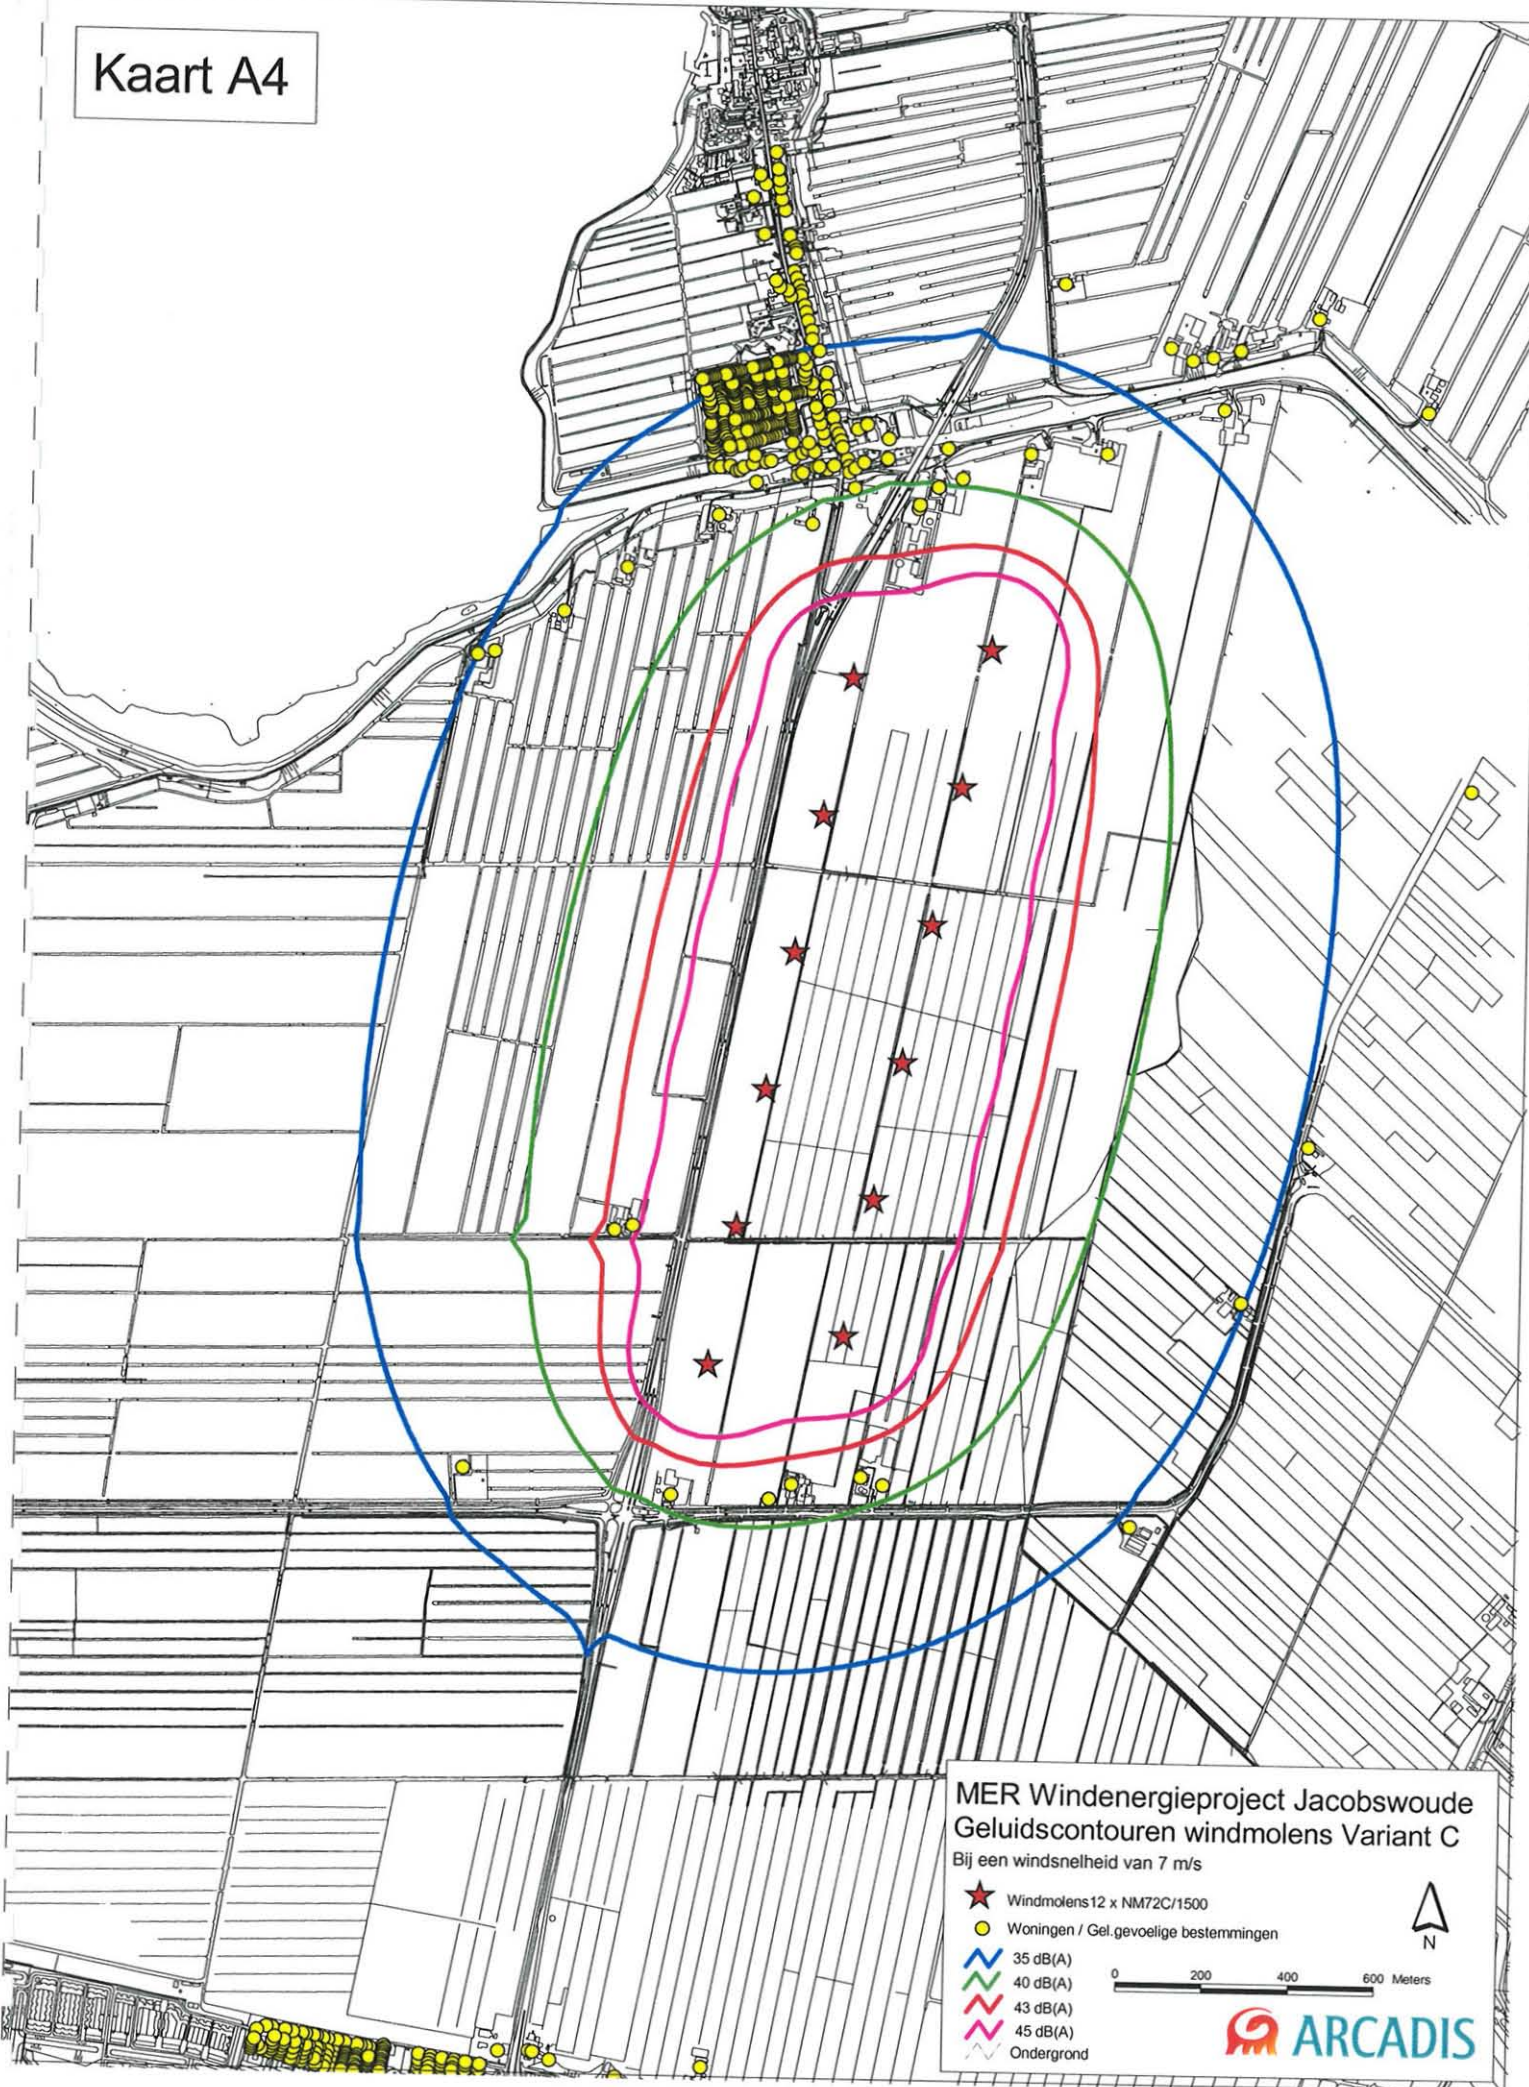 Kaart A4
MER Windenergieproject Jacobswoude
Geluidscontouren windmolens Variant C
Bij een windsnelheid van 7 m/s
Windmolens12 x NM72C/1500
Woningen / Gel.gevoelige bestemmingen
35 dB(A)
40 dB(A)
43 dB(A)
45 dB(A)
Ondergrond
N
0 200 400 600 Meters
ARCADIS